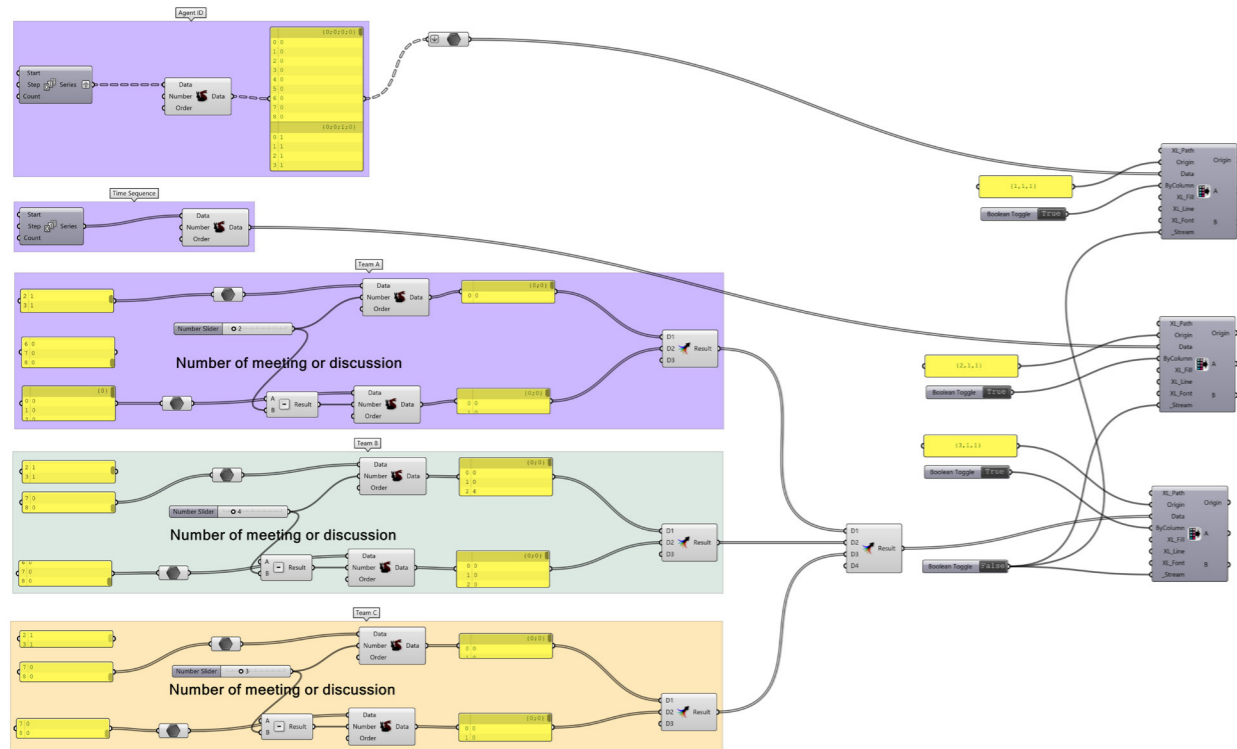 Agent ID
{0;0;0;0}
0 0
1 0
2 0
3 0
4 0
5 0
6 0
7 0
8 0
{0;0;1;0}
0 1
1 1
2 1
3 1
Start
Step Series
Count
Data
Number Data
Order
Time Sequence
Start
Step Series
Count
Data
Number Data
Order
Team A
2 1
3 1
6 0
7 0
8 0
{0}
0 0
1 0
Number Slider 2
Number of meeting or discussion
Data
Number Data
Order
{0;0}
0 0
A
B Result
Data
Number Data
Order
{0;0}
0 0
D1
D2 Result
D3
Team B
2 1
3 1
7 0
8 0
7 0
8 0
Number Slider 4
Number of meeting or discussion
Data
Number Data
Order
{0;0}
0 0
1 0
2 4
A
B Result
Data
Number Data
Order
{0;0}
0 0
1 0
2 0
D1
D2 Result
D3
Team C
2 1
3 1
7 0
8 0
7 0
8 0
Number Slider 3
Number of meeting or discussion
Data
Number Data
Order
{0;0}
0 0
A
B Result
Data
Number Data
Order
{0;0}
0 0
1 0
D1
D2 Result
D3
D1
D2
D3 Result
D4
{1,1,1}
Boolean Toggle True
XL_Path
Origin Origin
Data
ByColumn A
XL_Fill
XL_Line
XL_Font B
_Stream
{2,1,1}
Boolean Toggle True
XL_Path
Origin Origin
Data
ByColumn A
XL_Fill
XL_Line
XL_Font B
_Stream
{3,1,1}
Boolean Toggle True
Boolean Toggle False
XL_Path
Origin Origin
Data
ByColumn A
XL_Fill
XL_Line
XL_Font B
_Stream